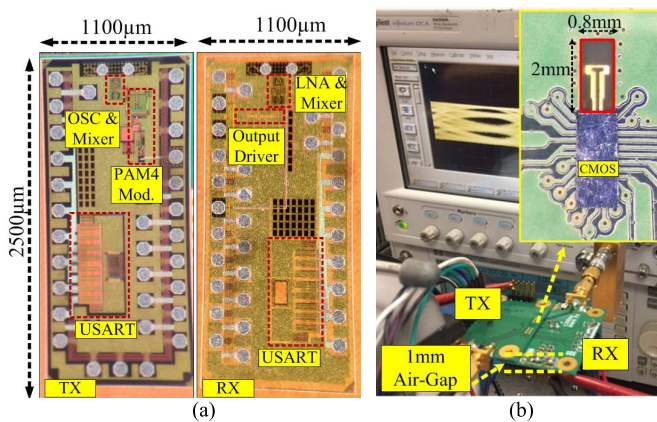 1100µm
1100µm
2500µm
OSC &
Mixer
PAM4
Mod.
USART
TX
LNA &
Mixer
Output
Driver
USART
RX
(a)
0.8mm
2mm
CMOS
Markers
TX
RX
1mm
Air-Gap
(b)